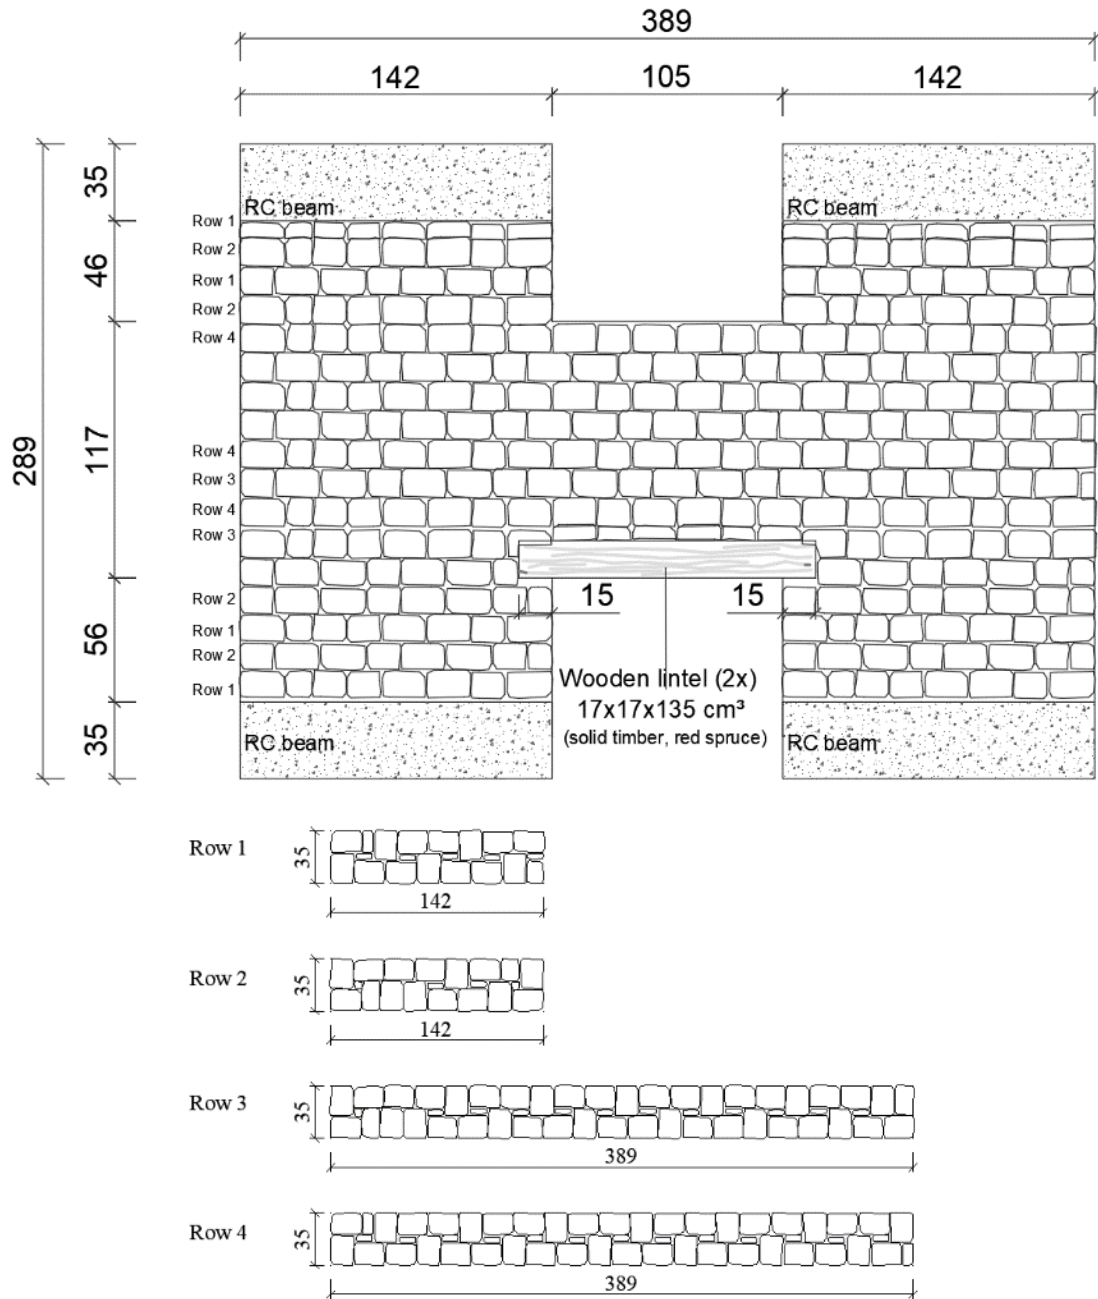 389
142 105 142
35
RC beam RC beam
Row 1
Row 2
46
Row 1
Row 2
Row 4
289
117
Row 4
Row 3
Row 4
Row 3
Row 2
15 15
56
Row 1
Row 2
Row 1
Wooden lintel (2x)
17x17x135 cm³
(solid timber, red spruce)
35
RC beam RC beam
Row 1
35
142
Row 2
35
142
Row 3
35
389
Row 4
35
389